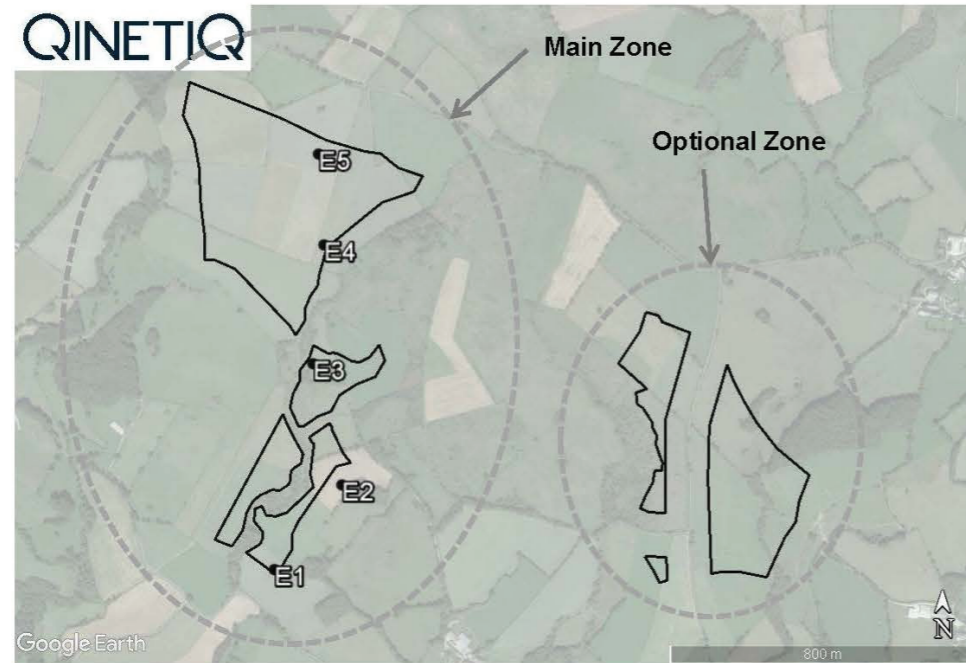 QINETIQ
Main Zone
Optional Zone
E5
E4
E3
E2
E1
N
Google Earth
800 m